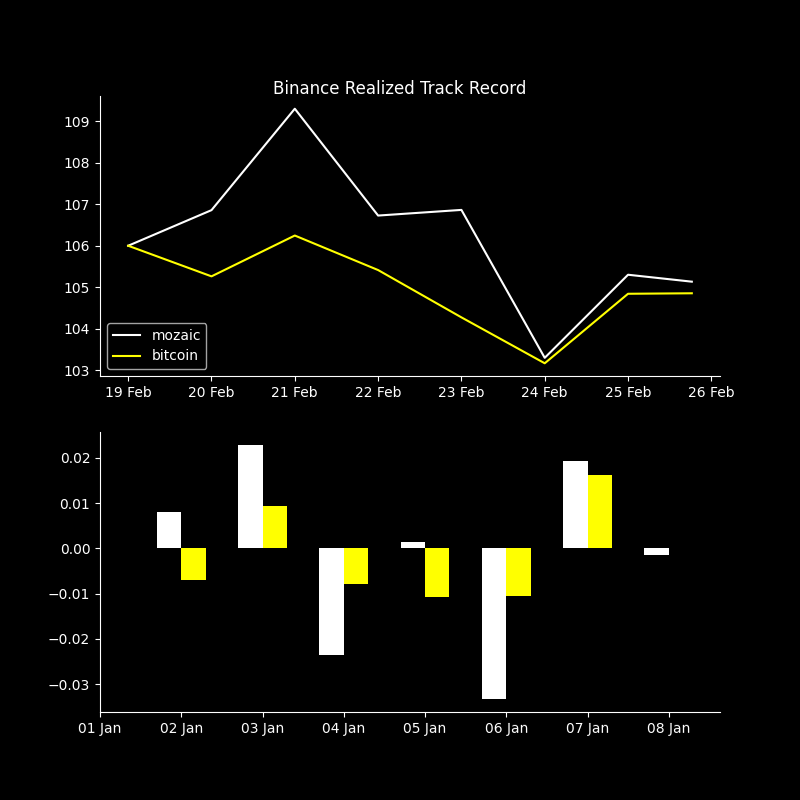 Binance Realized Track Record
109
108
107
106
105
104
103
mozaic
bitcoin
19 Feb 20 Feb 21 Feb 22 Feb 23 Feb 24 Feb 25 Feb 26 Feb
0.02
0.01
0.00
−0.01
−0.02
−0.03
01 Jan 02 Jan 03 Jan 04 Jan 05 Jan 06 Jan 07 Jan 08 Jan